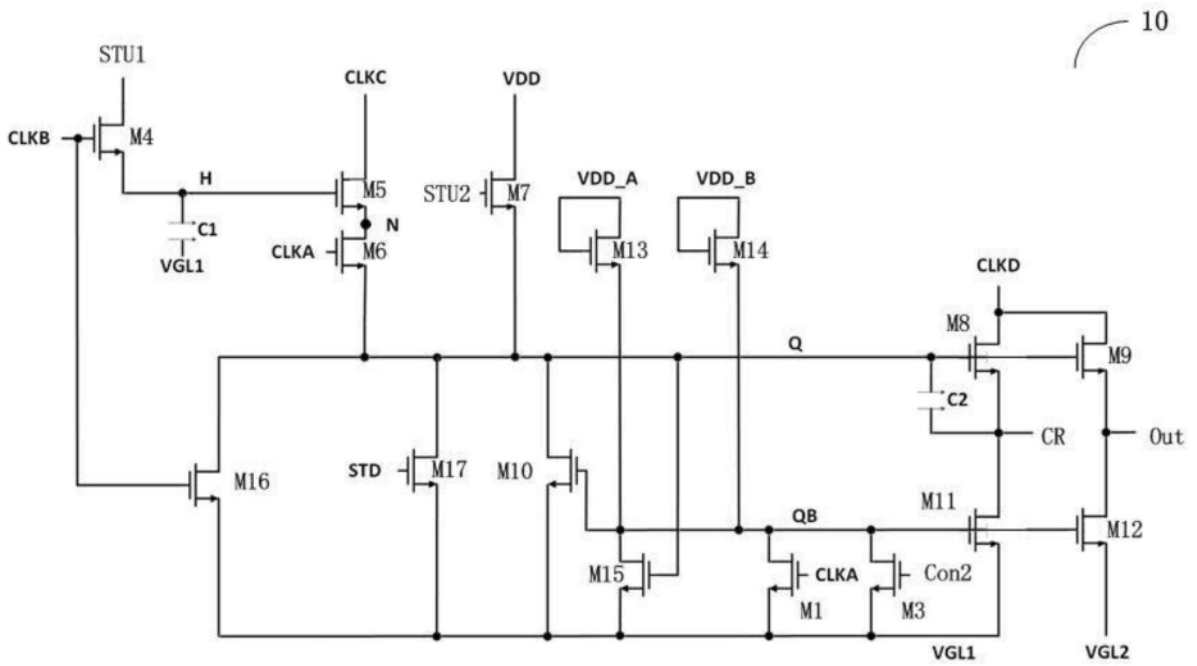 10
STU1
CLKC
VDD
CLKB
M4
H
M5
STU2
M7
VDD_A
VDD_B
C1
N
CLKA
M6
M13
M14
VGL1
CLKD
M8
Q
M9
C2
CR
Out
STD
M17
M10
M16
M11
QB
M12
M15
CLKA
Con2
M1
M3
VGL1
VGL2